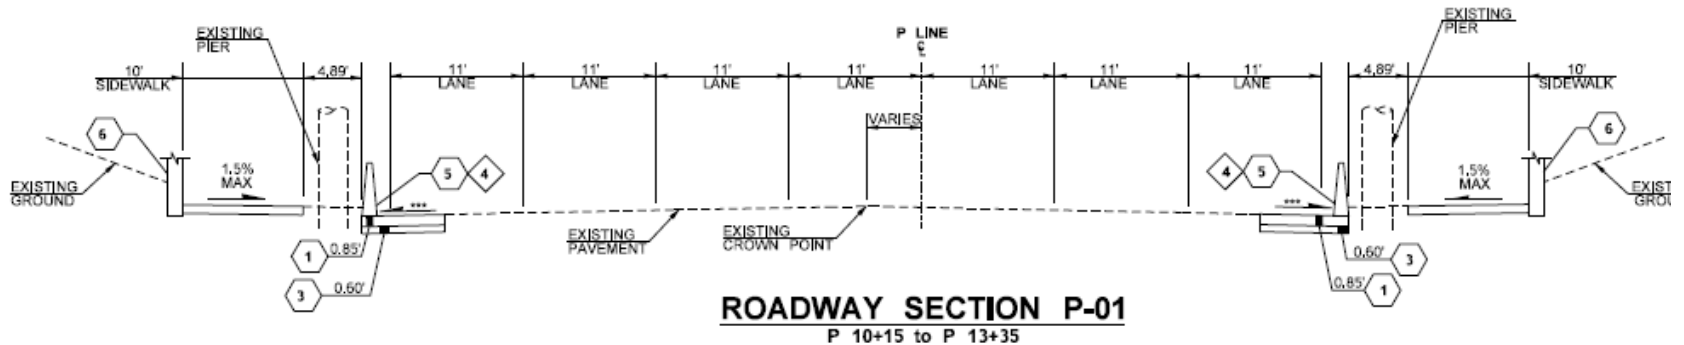 EXISTING
PIER
P LINE
℄
EXISTING
PIER
10'
SIDEWALK
4.89'
11'
LANE
11'
LANE
11'
LANE
11'
LANE
11'
LANE
11'
LANE
11'
LANE
4.89'
10'
SIDEWALK
VARIES
6
6
1.5%
MAX
5
4
4
5
1.5%
MAX
EXISTING
GROUND
***
***
EXISTING
PAVEMENT
EXISTING
CROWN POINT
1
0.85'
0.60'
3
3
0.60'
0.85'
1
ROADWAY SECTION P-01
P 10+15 to P 13+35